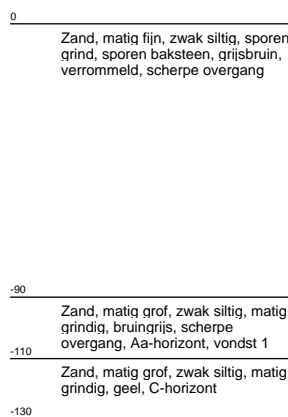 0
Zand, matig fijn, zwak siltig, sporen
grind, sporen baksteen, grijsbruin,
verrommeld, scherpe overgang
-90
Zand, matig grof, zwak siltig, matig
grindig, bruingrijs, scherpe
overgang, Aa-horizont, vondst 1
-110
Zand, matig grof, zwak siltig, matig
grindig, geel, C-horizont
-130